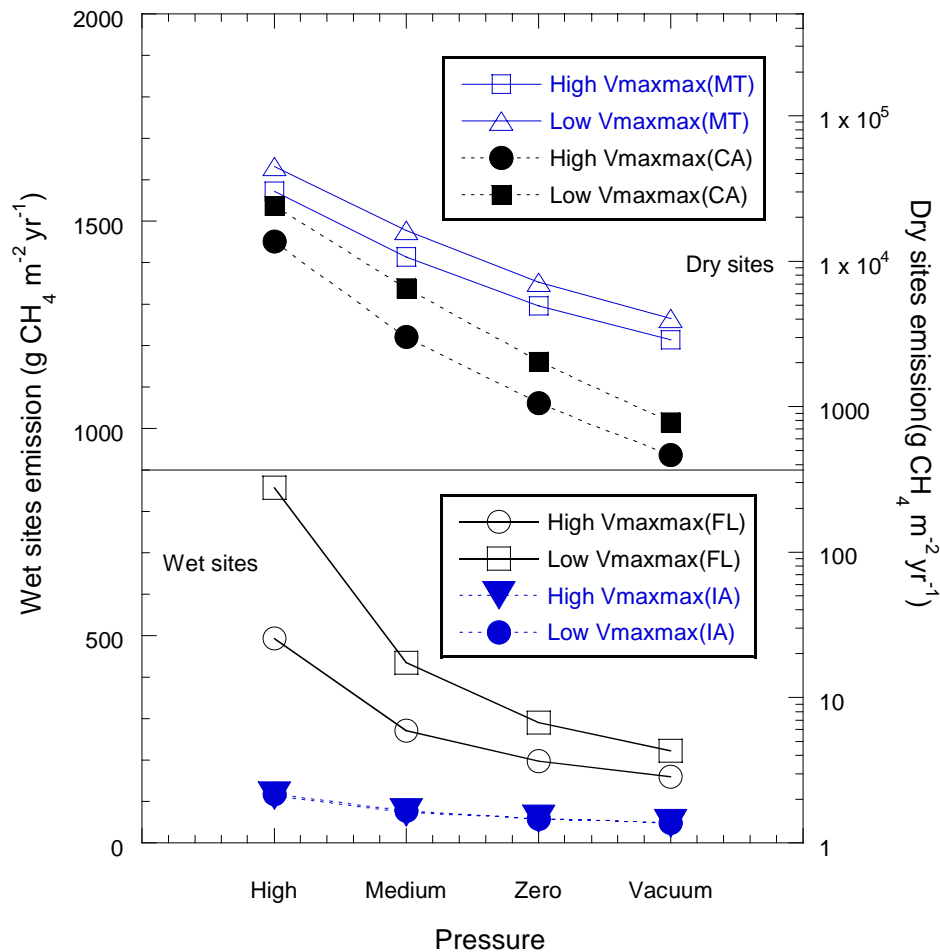 2000
1500
1000
500
0
Wet sites emission (g CH4 m-2 yr-1)
High Vmaxmax(MT)
Low Vmaxmax(MT)
High Vmaxmax(CA)
Low Vmaxmax(CA)
Dry sites
Wet sites
High Vmaxmax(FL)
Low Vmaxmax(FL)
High Vmaxmax(IA)
Low Vmaxmax(IA)
1 x 10^5
1 x 10^4
1000
100
10
1
Dry sites emission(g CH4 m-2 yr-1)
High Medium Zero Vacuum
Pressure